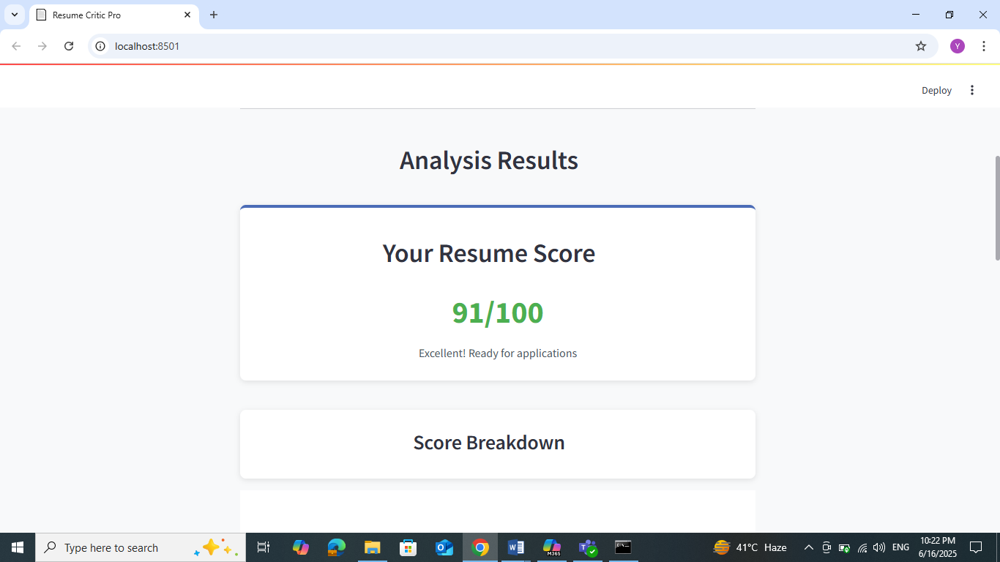 Resume Critic Pro
localhost:8501
Y
Deploy
Analysis Results
Your Resume Score
91/100
Excellent! Ready for applications
Score Breakdown
Type here to search
M365
41°C Haze
ENG
10:22 PM
6/16/2025